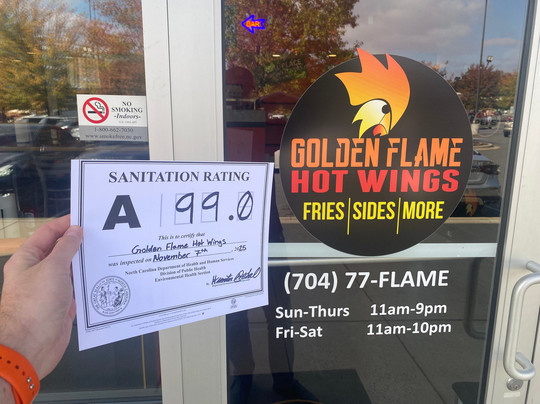 BAR
NO
SMOKING
-Indoors-
1-800-662-7030
SANITATION RATING
A 99.0
This is to certify that
Golden Flame Hot Wings
was inspected on November 7th 2025
North Carolina Department of Health and Human Services
Division of Public Health
Environmental Health Section
By
GOLDEN FLAME
HOT WINGS
FRIES | SIDES | MORE
(704) 77-FLAME
Sun-Thurs 11am-9pm
Fri-Sat 11am-10pm